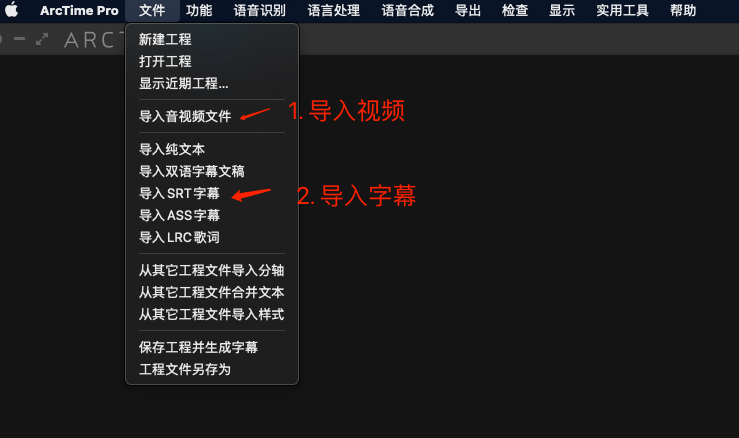 ArcTime Pro 文件 功能 语音识别 语言处理 语音合成 导出 检查 显示 实用工具 帮助
ARCT
新建工程
打开工程
显示近期工程...
导入音视频文件
1. 导入视频
导入纯文本
导入双语字幕文稿
导入SRT字幕
2. 导入字幕
导入ASS字幕
导入LRC歌词
从其它工程文件导入分轴
从其它工程文件合并文本
从其它工程文件导入样式
保存工程并生成字幕
工程文件另存为